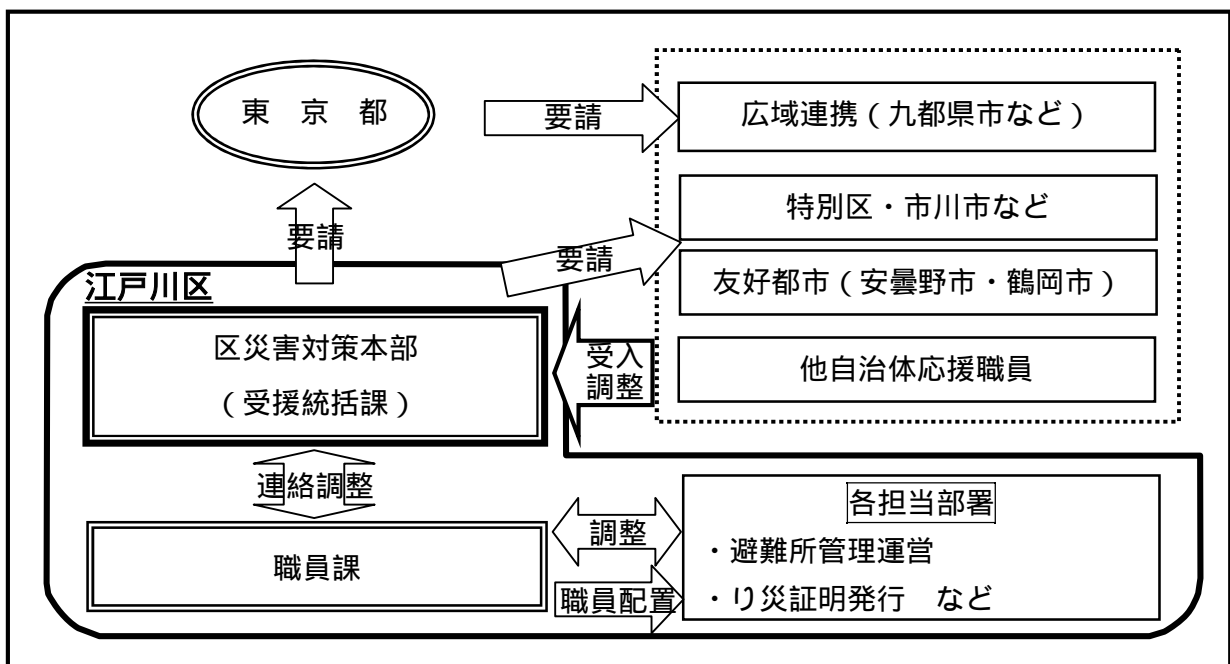 東　京　都
要請
広域連携（九都県市など）
要請
要請
特別区・市川市など
友好都市（安曇野市・鶴岡市）
他自治体応援職員
江戸川区
区災害対策本部
（受援統括課）
受入
調整
連絡調整
職員課
調整
職員配置
各担当部署
・避難所管理運営
・り災証明発行　など